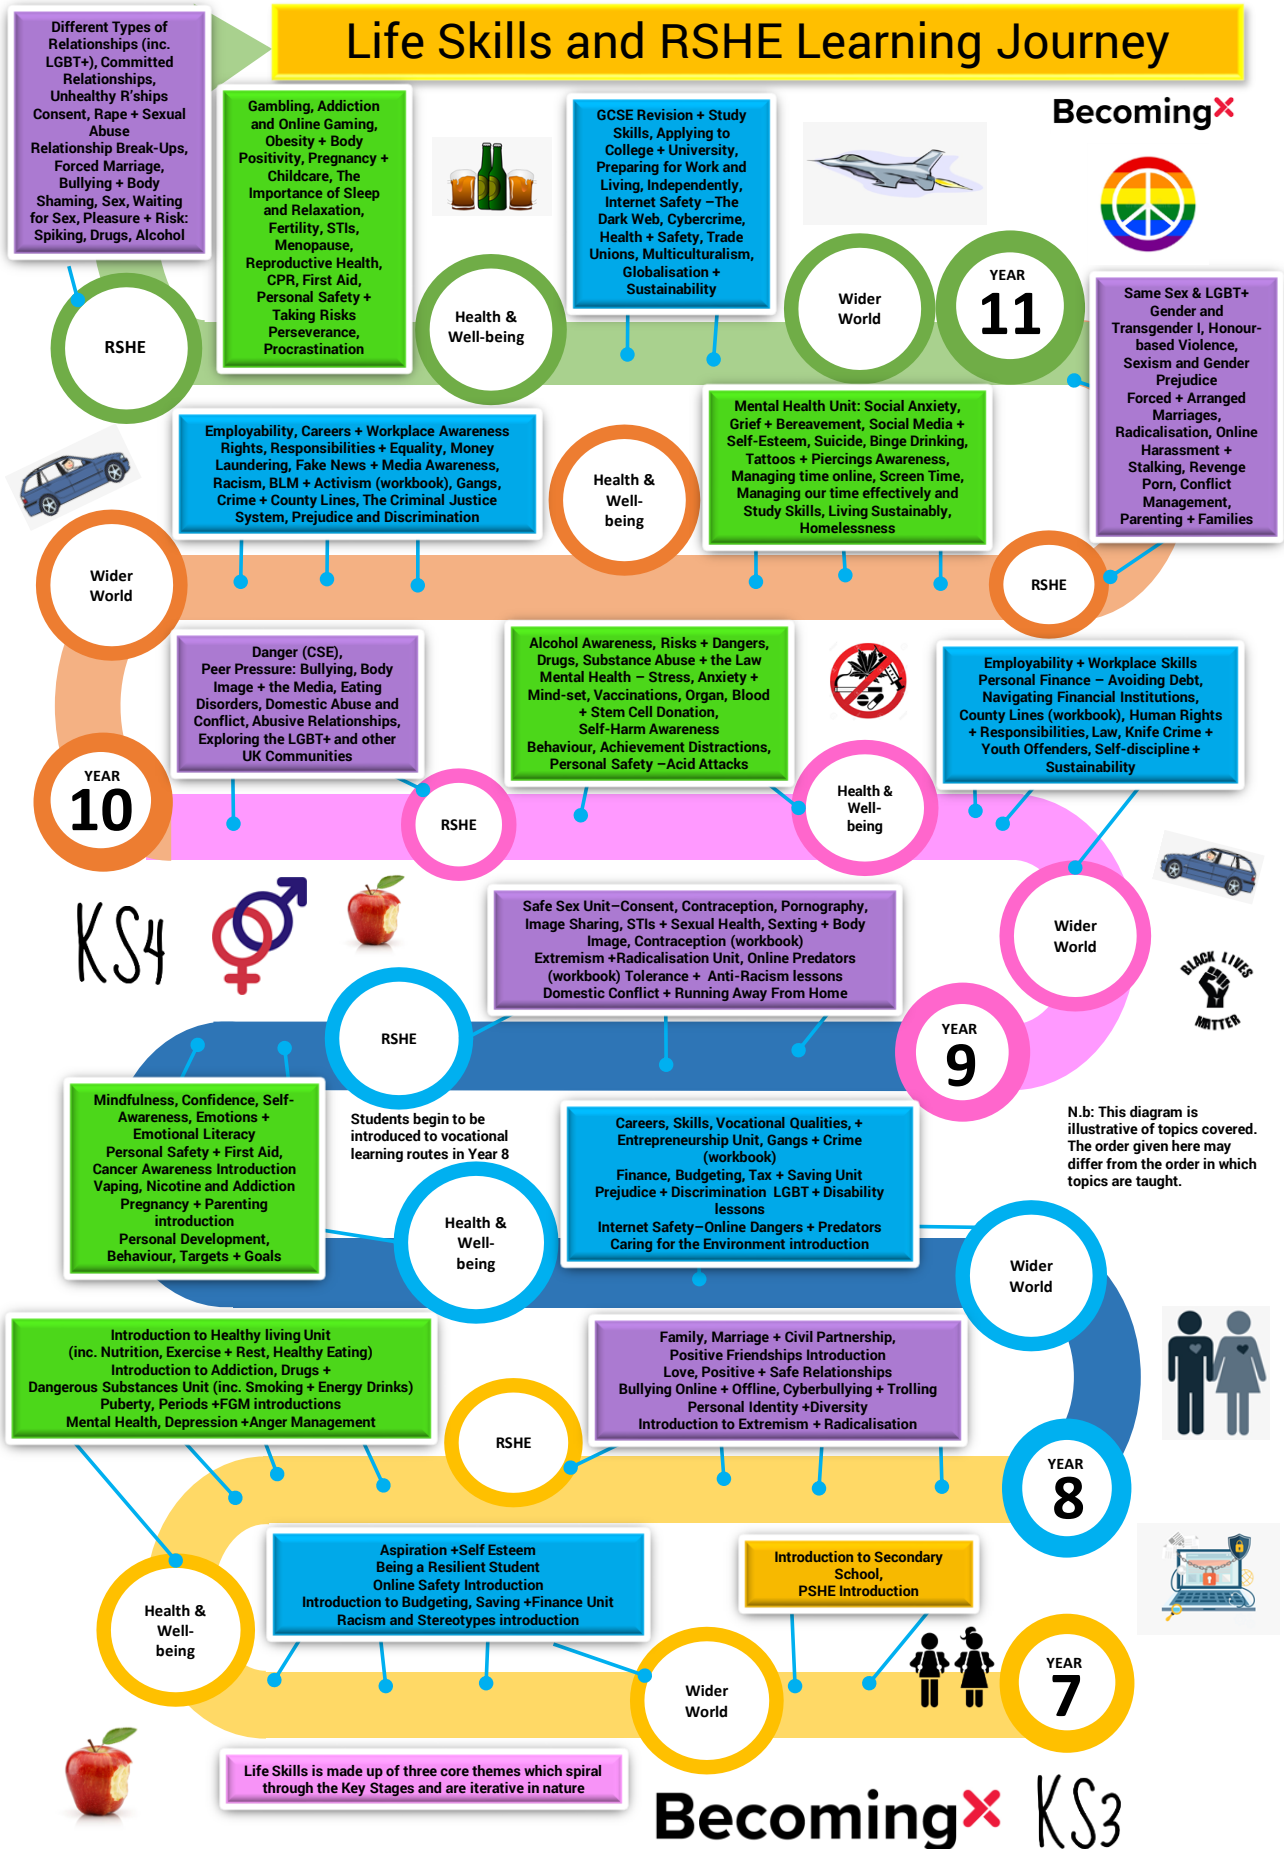 Life Skills and RSHE Learning Journey
Different Types of
Relationships (inc.
LGBT+), Committed
Relationships,
Unhealthy R'ships
Consent, Rape + Sexual
Abuse
Relationship Break-Ups,
Forced Marriage,
Bullying + Body
Shaming, Sex, Waiting
for Sex, Pleasure + Risk:
Spiking, Drugs, Alcohol
Gambling, Addiction
and Online Gaming,
Obesity + Body
Positivity, Pregnancy +
Childcare, The
Importance of Sleep
and Relaxation,
Fertility, STIs,
Menopause,
Reproductive Health,
CPR, First Aid,
Personal Safety +
Taking Risks
Perseverance,
Procrastination
GCSE Revision + Study
Skills, Applying to
College + University,
Preparing for Work and
Living, Independently,
Internet Safety –The
Dark Web, Cybercrime,
Health + Safety, Trade
Unions, Multiculturalism,
Globalisation +
Sustainability
BecomingX
RSHE
Health &
Well-being
Wider
World
YEAR
11
Same Sex & LGBT+
Gender and
Transgender I, Honour-
based Violence,
Sexism and Gender
Prejudice
Forced + Arranged
Marriages,
Radicalisation, Online
Harassment +
Stalking, Revenge
Porn, Conflict
Management,
Parenting + Families
Employability, Careers + Workplace Awareness
Rights, Responsibilities + Equality, Money
Laundering, Fake News + Media Awareness,
Racism, BLM + Activism (workbook), Gangs,
Crime + County Lines, The Criminal Justice
System, Prejudice and Discrimination
Health &
Well-
being
Mental Health Unit: Social Anxiety,
Grief + Bereavement, Social Media +
Self-Esteem, Suicide, Binge Drinking,
Tattoos + Piercings Awareness,
Managing time online, Screen Time,
Managing our time effectively and
Study Skills, Living Sustainably,
Homelessness
Wider
World
RSHE
Danger (CSE),
Peer Pressure: Bullying, Body
Image + the Media, Eating
Disorders, Domestic Abuse and
Conflict, Abusive Relationships,
Exploring the LGBT+ and other
UK Communities
Alcohol Awareness, Risks + Dangers,
Drugs, Substance Abuse + the Law
Mental Health – Stress, Anxiety +
Mind-set, Vaccinations, Organ, Blood
+ Stem Cell Donation,
Self-Harm Awareness
Behaviour, Achievement Distractions,
Personal Safety –Acid Attacks
Employability + Workplace Skills
Personal Finance – Avoiding Debt,
Navigating Financial Institutions,
County Lines (workbook), Human Rights
+ Responsibilities, Law, Knife Crime +
Youth Offenders, Self-discipline +
Sustainability
YEAR
10
RSHE
Health &
Well-
being
Wider
World
KS4
Safe Sex Unit–Consent, Contraception, Pornography,
Image Sharing, STIs + Sexual Health, Sexting + Body
Image, Contraception (workbook)
Extremism +Radicalisation Unit, Online Predators
(workbook) Tolerance + Anti-Racism lessons
Domestic Conflict + Running Away From Home
BLACK LIVES
MATTER
RSHE
YEAR
9
Mindfulness, Confidence, Self-
Awareness, Emotions +
Emotional Literacy
Personal Safety + First Aid,
Cancer Awareness Introduction
Vaping, Nicotine and Addiction
Pregnancy + Parenting
introduction
Personal Development,
Behaviour, Targets + Goals
Students begin to be
introduced to vocational
learning routes in Year 8
Careers, Skills, Vocational Qualities, +
Entrepreneurship Unit, Gangs + Crime
(workbook)
Finance, Budgeting, Tax + Saving Unit
Prejudice + Discrimination LGBT + Disability
lessons
Internet Safety–Online Dangers + Predators
Caring for the Environment introduction
N.b: This diagram is
illustrative of topics covered.
The order given here may
differ from the order in which
topics are taught.
Health &
Well-
being
Wider
World
Introduction to Healthy living Unit
(inc. Nutrition, Exercise + Rest, Healthy Eating)
Introduction to Addiction, Drugs +
Dangerous Substances Unit (inc. Smoking + Energy Drinks)
Puberty, Periods +FGM introductions
Mental Health, Depression +Anger Management
RSHE
Family, Marriage + Civil Partnership,
Positive Friendships Introduction
Love, Positive + Safe Relationships
Bullying Online + Offline, Cyberbullying + Trolling
Personal Identity +Diversity
Introduction to Extremism + Radicalisation
YEAR
8
Aspiration +Self Esteem
Being a Resilient Student
Online Safety Introduction
Introduction to Budgeting, Saving +Finance Unit
Racism and Stereotypes introduction
Introduction to Secondary
School,
PSHE Introduction
Health &
Well-
being
Wider
World
YEAR
7
Life Skills is made up of three core themes which spiral
through the Key Stages and are iterative in nature
BecomingX
KS3